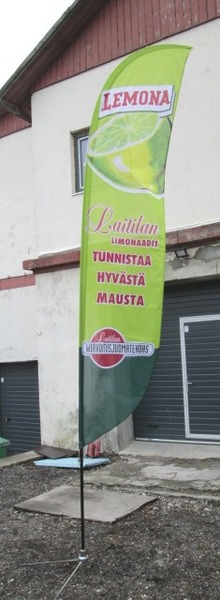 LEMONA
Laitilan
LIMONAADIT
TUNNISTAA
HYVÄSTÄ
MAUSTA
Laitilan
WIRVOITUSJUOMATEHDAS